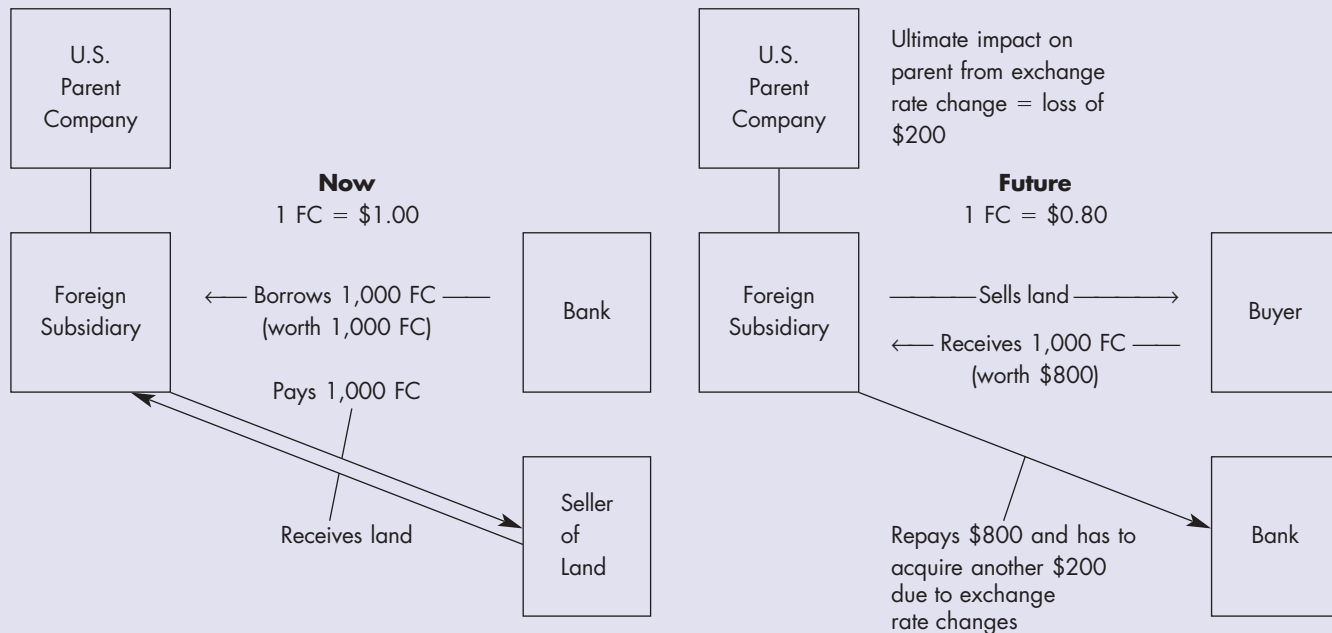 U.S.
Parent
Company
Now
1 FC = $1.00
Foreign
Subsidiary
Borrows 1,000 FC
(worth 1,000 FC)
Bank
Pays 1,000 FC
Receives land
Seller
of
Land
U.S.
Parent
Company
Ultimate impact on
parent from exchange
rate change = loss of
$200
Future
1 FC = $0.80
Foreign
Subsidiary
Sells land
Receives 1,000 FC
(worth $800)
Buyer
Repays $800 and has to
acquire another $200
due to exchange
rate changes
Bank